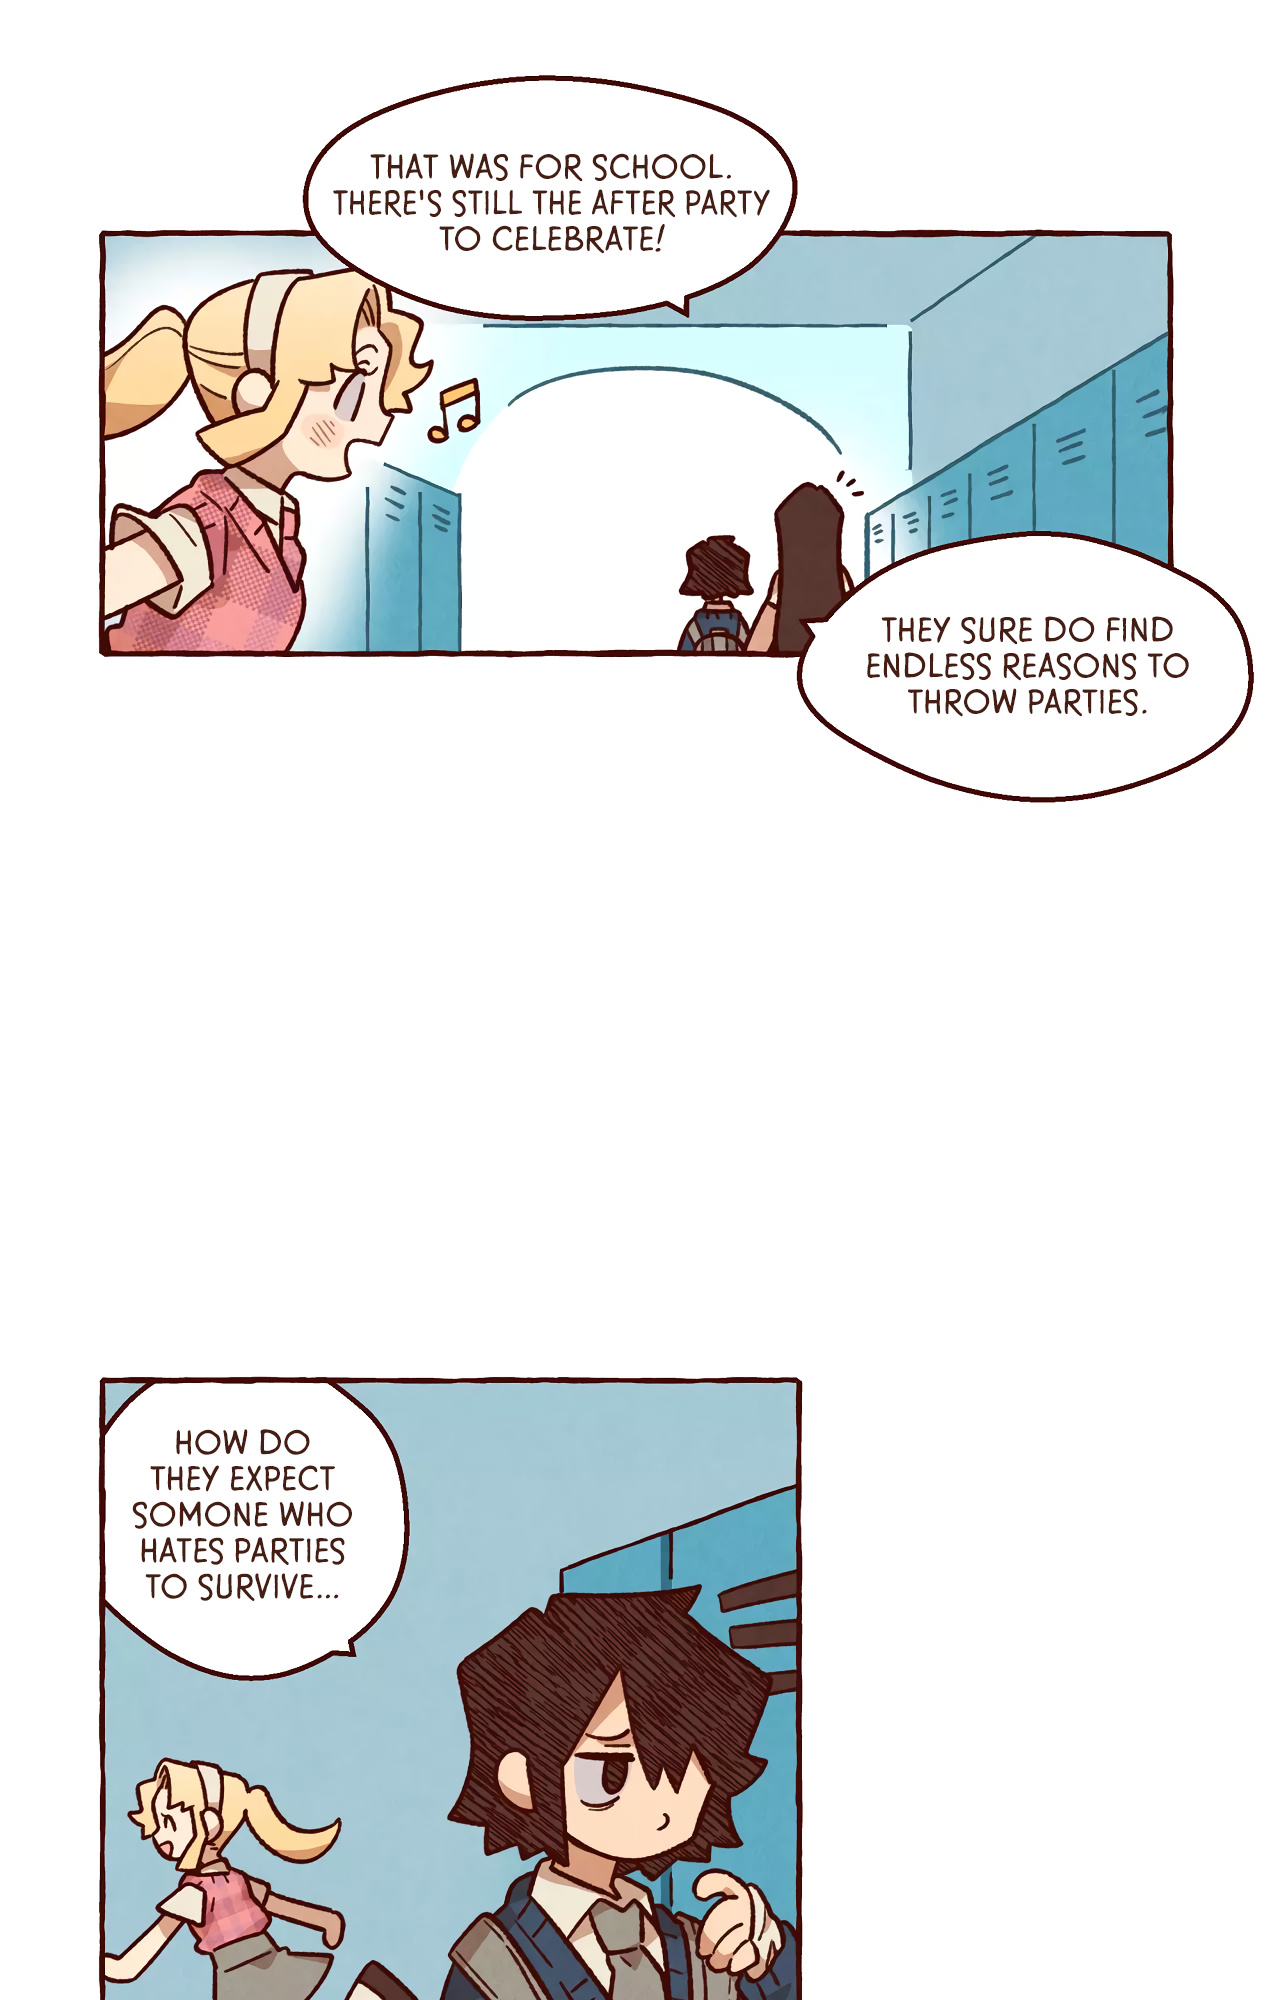 THAT WAS FOR SCHOOL.
THERE'S STILL THE AFTER PARTY
TO CELEBRATE!
THEY SURE DO FIND
ENDLESS REASONS TO
THROW PARTIES.
HOW DO
THEY EXPECT
SOMONE WHO
HATES PARTIES
TO SURVIVE...